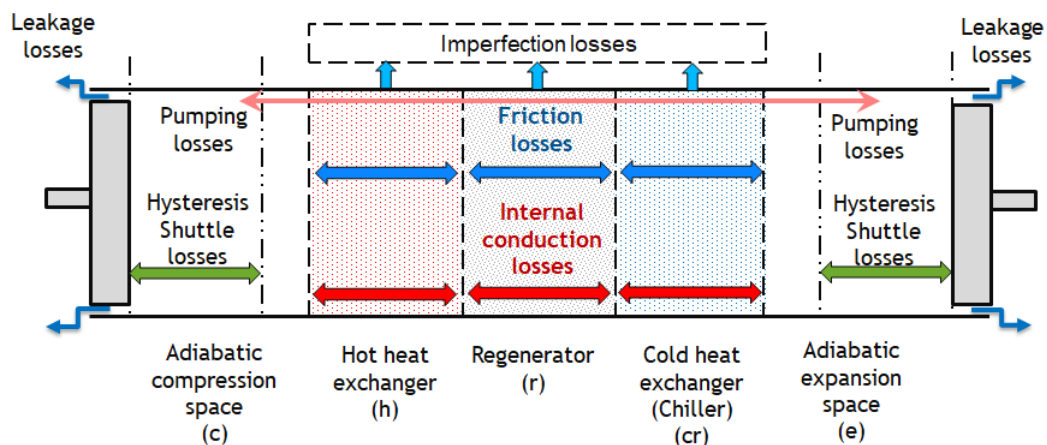 Leakage
losses
Imperfection losses
Leakage
losses
Pumping
losses
Friction
losses
Pumping
losses
Hysteresis
Shuttle
losses
Internal
conduction
losses
Hysteresis
Shuttle
losses
Adiabatic
compression
space
(c)
Hot heat
exchanger
(h)
Regenerator
(r)
Cold heat
exchanger
(Chiller)
(cr)
Adiabatic
expansion
space
(e)